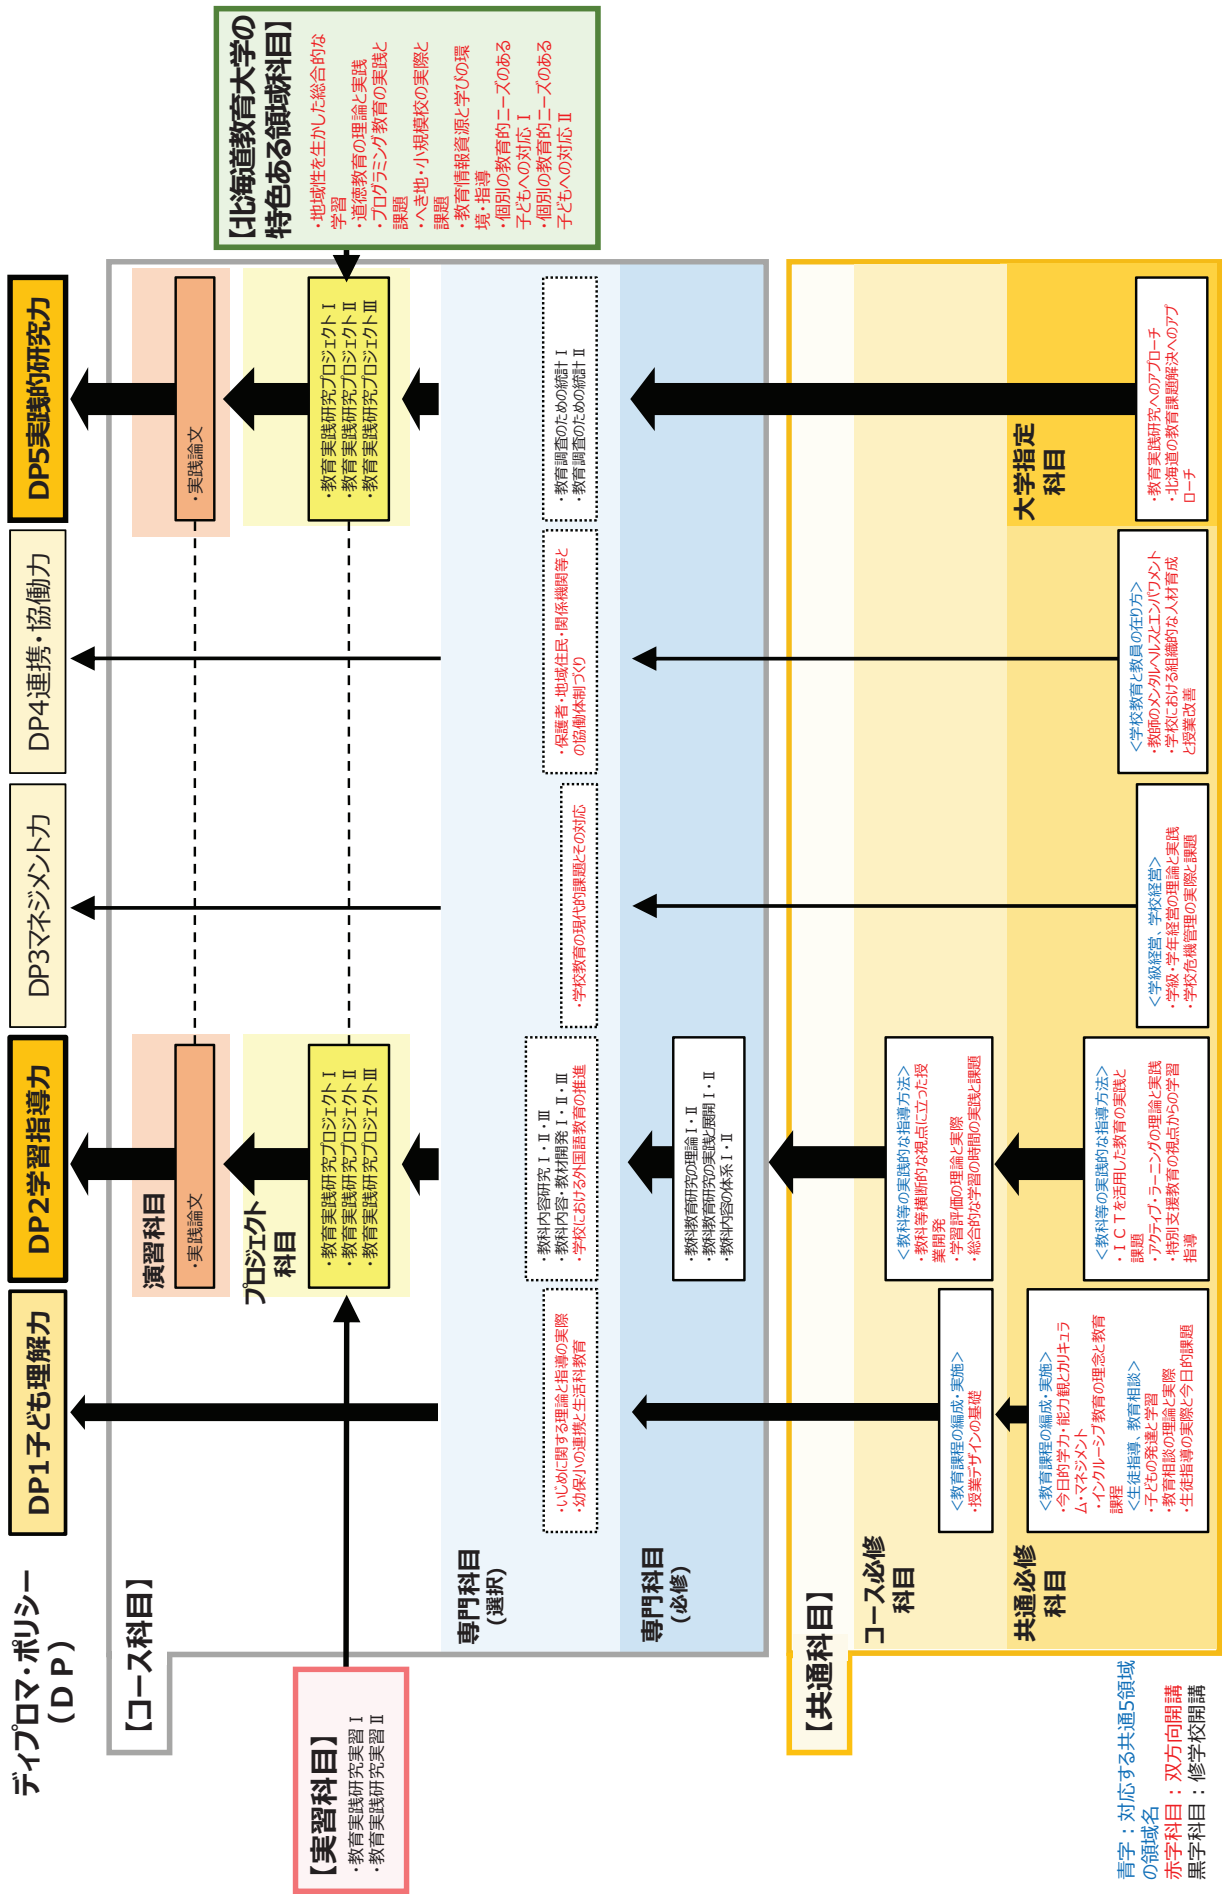 ディプロマ・ポリシー
(ＤＰ)
DP1子ども理解力
DP2学習指導力
DP3マネジメント力
DP4連携・協働力
DP5実践的研究力
【コース科目】
演習科目
・実践論文
・実践論文
プロジェクト
科目
・教育実践研究プロジェクトⅠ
・教育実践研究プロジェクトⅡ
・教育実践研究プロジェクトⅢ
・教育実践研究プロジェクトⅠ
・教育実践研究プロジェクトⅡ
・教育実践研究プロジェクトⅢ
【北海道教育大学の
特色ある領域科目】
・地域性を生かした総合的な
学習
・道徳教育の理論と実践
・プログラミング教育の実践と
課題
・へき地・小規模校の実際と
課題
・教育情報資源と学びの環
境・指導
・個別の教育的ニーズのある
子どもへの対応Ⅰ
・個別の教育的ニーズのある
子どもへの対応Ⅱ
【実習科目】
・教育実践研究実習Ⅰ
・教育実践研究実習Ⅱ
専門科目
(選択)
・いじめに関する理論と指導の実際
・幼保小の連携と生活科教育
・教科内容研究Ⅰ・Ⅱ・Ⅲ
・教科内容・教材開発Ⅰ・Ⅱ・Ⅲ
・学校における外国語教育の推進
・学校教育の現代的課題とその対応
・保護者・地域住民・関係機関等と
の協働体制づくり
・教育調査のための統計Ⅰ
・教育調査のための統計Ⅱ
専門科目
(必修)
・教科教育研究の理論Ⅰ・Ⅱ
・教科教育研究の実践と展開Ⅰ・Ⅱ
・教科内容の体系Ⅰ・Ⅱ
【共通科目】
コース必修
科目
＜教育課程の編成・実施＞
・授業デザインの基礎
＜教科等の実践的な指導方法＞
・教科等横断的な視点に立った授
業開発
・学習評価の理論と実際
・総合的な学習の時間の実践と課題
共通必修
科目
＜教育課程の編成・実施＞
・今日的学力・能力観とカリキュラ
ム・マネジメント
・インクルーシブ教育の理念と教育
課程
＜生徒指導、教育相談＞
・子どもの発達と学習
・教育相談の理論と実際
・生徒指導の実際と今日的課題
＜教科等の実践的な指導方法＞
・ＩＣＴを活用した教育の実践と
課題
・アクティブ・ラーニングの理論と実践
・特別支援教育の視点からの学習
指導
＜学級経営、学校経営＞
・学級・学年経営の理論と実践
・学校危機管理の実際と課題
＜学校教育と教員の在り方＞
・教師のメンタルヘルスとエンパワメント
・学校における組織的な人材育成
と授業改善
大学指定
科目
・教育実践研究へのアプローチ
・北海道の教育課題解決へのアプ
ローチ
青字：対応する共通5領域
の領域名
赤字科目：双方向開講
黒字科目：修学校開講